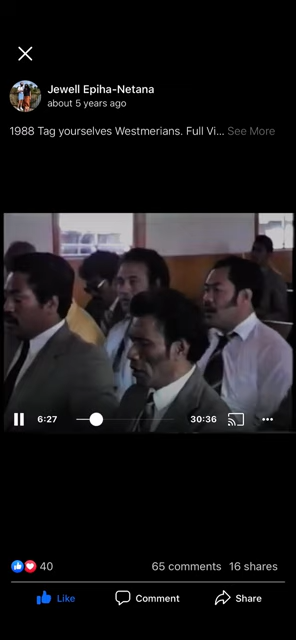 Jewell Epiha-Netana
about 5 years ago
1988 Tag yourselves Westmerians. Full Vi... See More
6:27
30:36
40
65 comments 16 shares
Like Comment Share